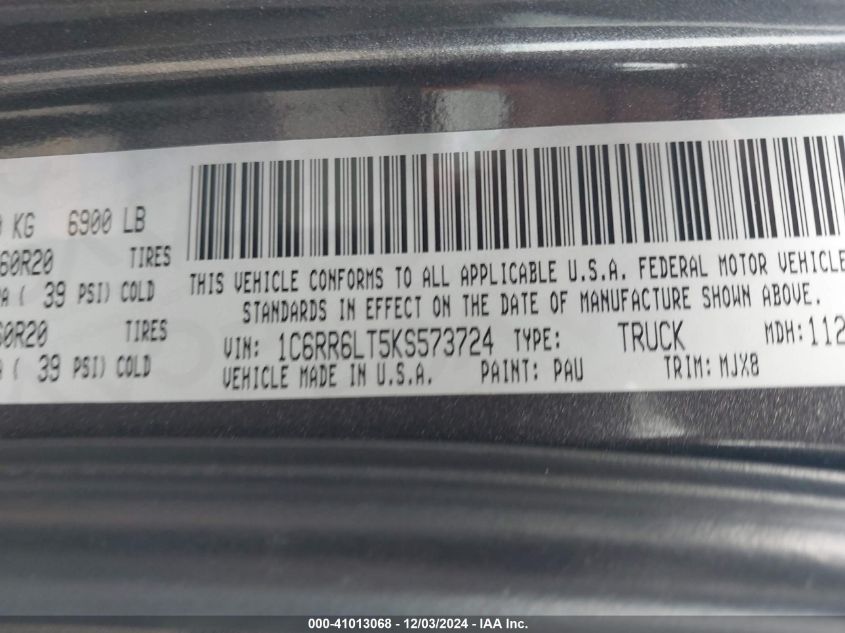 KG 6900 LB
60R20 TIRES
( 39 PSI) COLD
60R20 TIRES
( 39 PSI) COLD
THIS VEHICLE CONFORMS TO ALL APPLICABLE U.S.A. FEDERAL MOTOR VEHICLE
STANDARDS IN EFFECT ON THE DATE OF MANUFACTURE SHOWN ABOVE.
VIN: 1C6RR6LT5KS573724 TYPE: TRUCK MDH: 112
VEHICLE MADE IN U.S.A. PAINT: PAU TRIM: MJX8
000-41013068 - 12/03/2024 - IAA Inc.